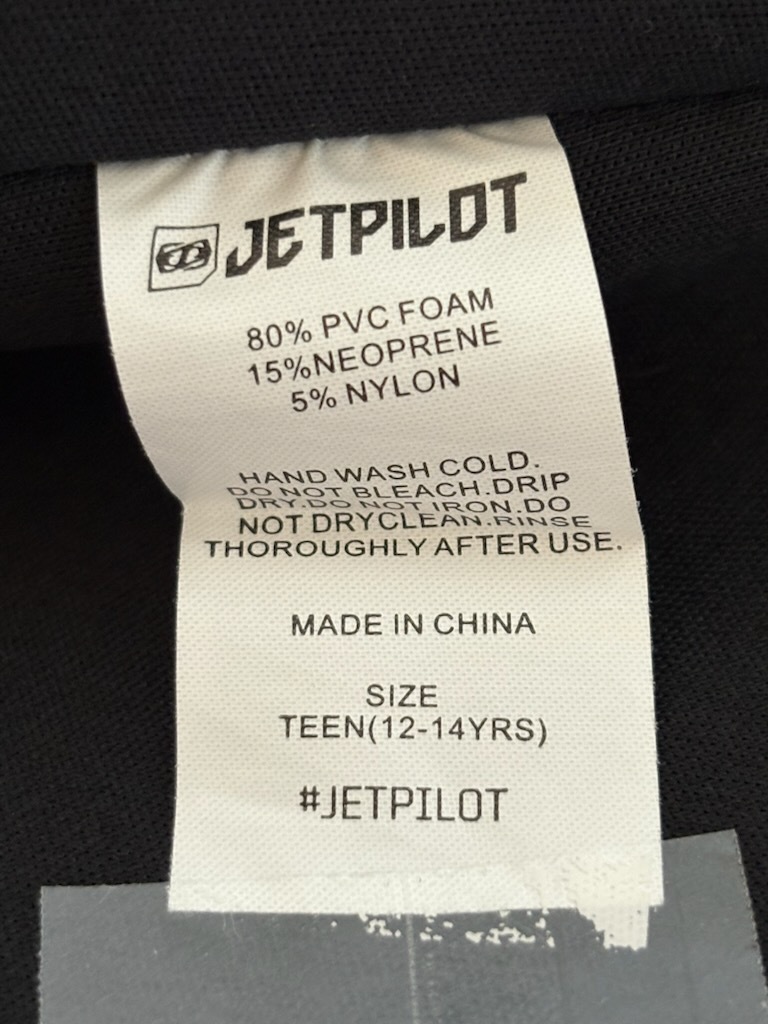 JETPILOT
80% PVC FOAM
15%NEOPRENE
5% NYLON
HAND WASH COLD.
DO NOT BLEACH.DRIP
DRY.DO NOT IRON.DO
NOT DRYCLEAN.RINSE
THOROUGHLY AFTER USE.
MADE IN CHINA
SIZE
TEEN(12-14YRS)
#JETPILOT